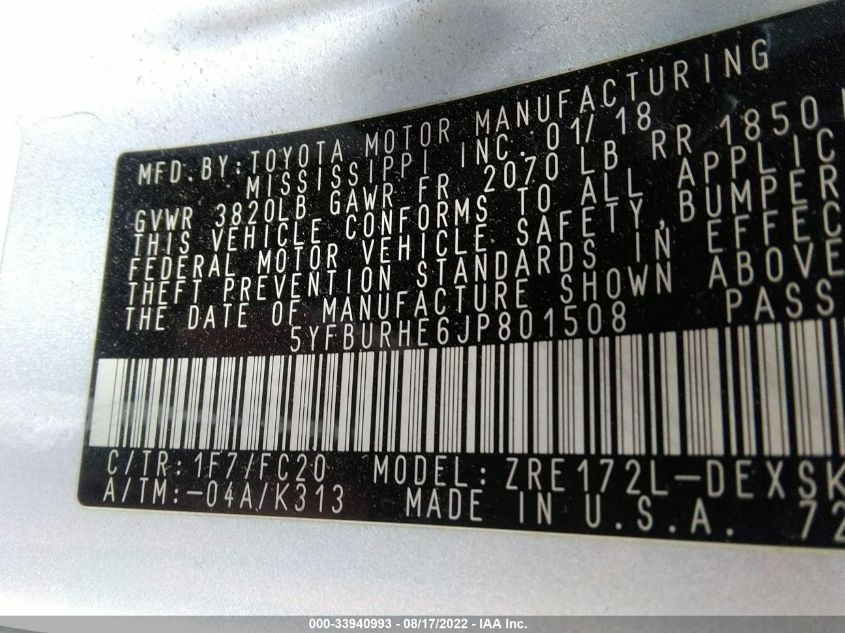 MFD. BY: TOYOTA MOTOR MANUFACTURING
MISSISSIPPI INC. 01/18
GVWR 3820LB GAWR FR 2070 LB RR 1850
THIS VEHICLE CONFORMS TO ALL APPLIC
FEDERAL MOTOR VEHICLE SAFETY, BUMPER
THEFT PREVENTION STANDARDS IN EFFEC
THE DATE OF MANUFACTURE SHOWN ABOVE
5YFBURHE6JP801508 PASS
C/TR: 1F7/FC20 MODEL: ZRE172L-DEXSK
A/TM: -04A/K313 MADE IN U.S.A. 72
000-33940993 - 08/17/2022 - IAA Inc.